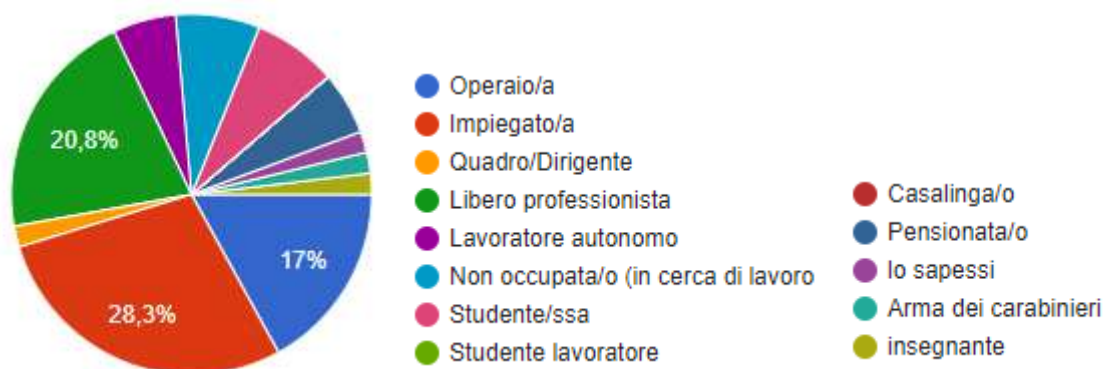 20,8%
17%
28,3%
Operaio/a
Impiegato/a
Quadro/Dirigente
Libero professionista
Lavoratore autonomo
Non occupata/o (in cerca di lavoro
Studente/ssa
Studente lavoratore
Casalinga/o
Pensionata/o
lo sapessi
Arma dei carabinieri
insegnante